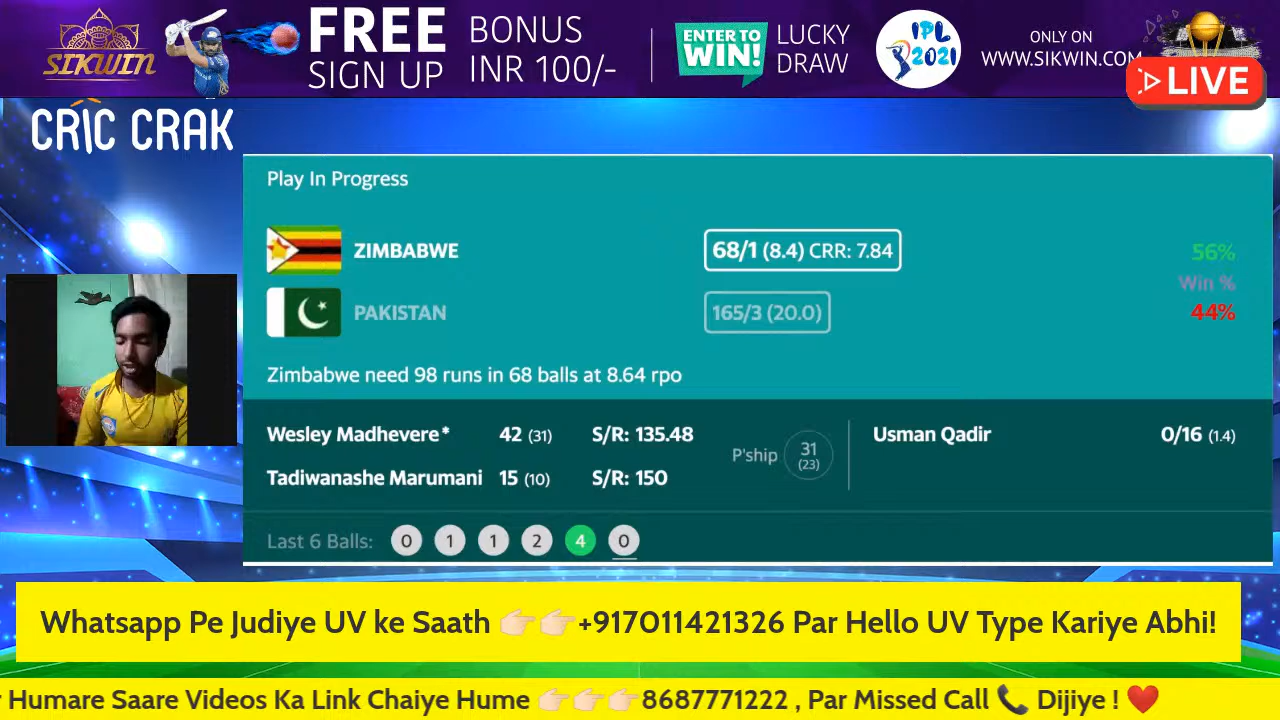 SIKWIN
FREE
SIGN UP
BONUS
INR 100/-
ENTER TO
WIN!
LUCKY
DRAW
IPL
2021
ONLY ON
WWW.SIKWIN.COM
LIVE
CRIC CRAK
Play In Progress
ZIMBABWE 68/1 (8.4) CRR: 7.84 56%
Win %
PAKISTAN 165/3 (20.0) 44%
Zimbabwe need 98 runs in 68 balls at 8.64 rpo
Wesley Madhevere* 42 (31) S/R: 135.48
Tadiwanashe Marumani 15 (10) S/R: 150
P'ship 31
(23)
Usman Qadir 0/16 (1.4)
Last 6 Balls: 0 1 1 2 4 0
Whatsapp Pe Judiye UV ke Saath 👉🏻👉🏻+917011421326 Par Hello UV Type Kariye Abhi!
Humare Saare Videos Ka Link Chaiye Hume 👉🏻👉🏻👉🏻8687771222 , Par Missed Call 📞 Dijiye ! ❤️